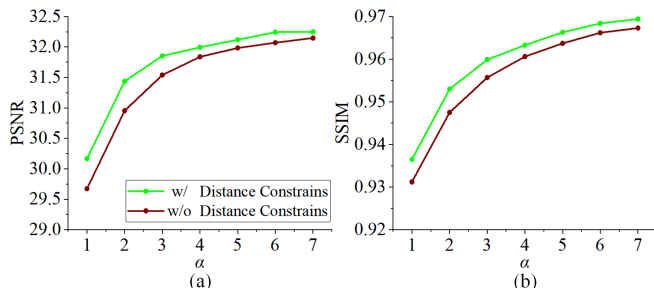 32.5
32.0
31.5
31.0
30.5
30.0
29.5
29.0
PSNR
w/ Distance Constrains
w/o Distance Constrains
1 2 3 4 5 6 7
α
(a)
0.97
0.96
0.95
0.94
0.93
0.92
SSIM
1 2 3 4 5 6 7
α
(b)